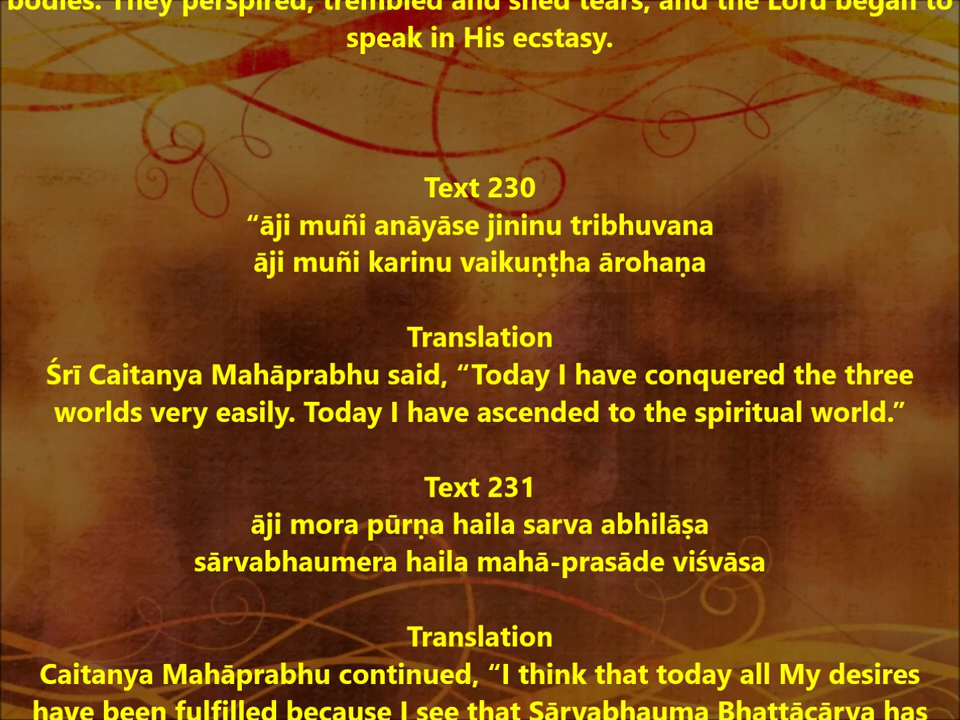 bodies. They perspired, trembled and shed tears, and the Lord began to
speak in His ecstasy.
Text 230
“āji muñi anāyāse jininu tribhuvana
āji muñi karinu vaikuṇṭha ārohaṇa
Translation
Śrī Caitanya Mahāprabhu said, “Today I have conquered the three
worlds very easily. Today I have ascended to the spiritual world.”
Text 231
āji mora pūrṇa haila sarva abhilāṣa
sārvabhaumera haila mahā-prasāde viśvāsa
Translation
Caitanya Mahāprabhu continued, “I think that today all My desires
have been fulfilled because I see that Sārvabhauma Bhaṭṭācārya has